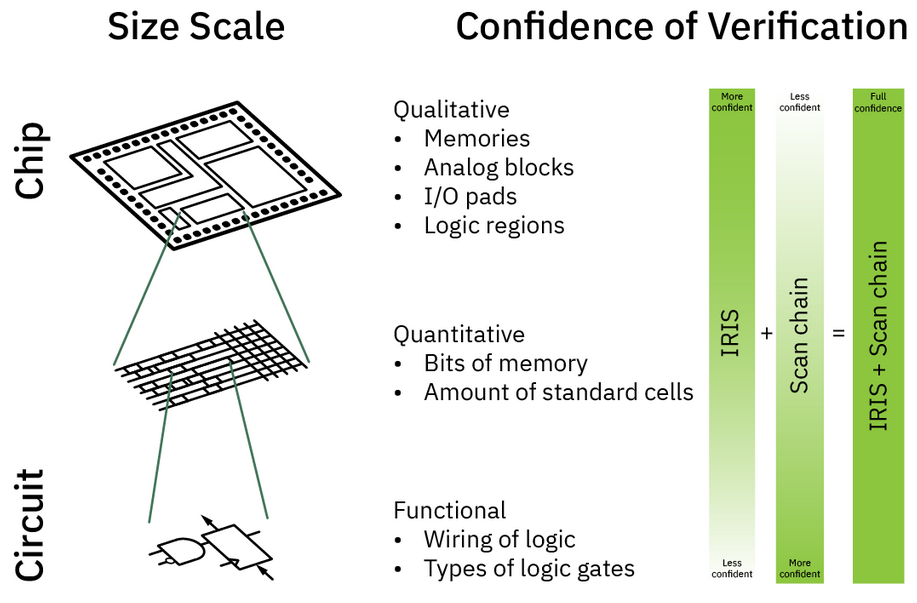 Size Scale
Confidence of Verification
Chip
Qualitative
• Memories
• Analog blocks
• I/O pads
• Logic regions
Quantitative
• Bits of memory
• Amount of standard cells
Circuit
Functional
• Wiring of logic
• Types of logic gates
More
confident
IRIS
Less
confident
+
Less
confident
Scan chain
More
confident
=
Full
confidence
IRIS + Scan chain